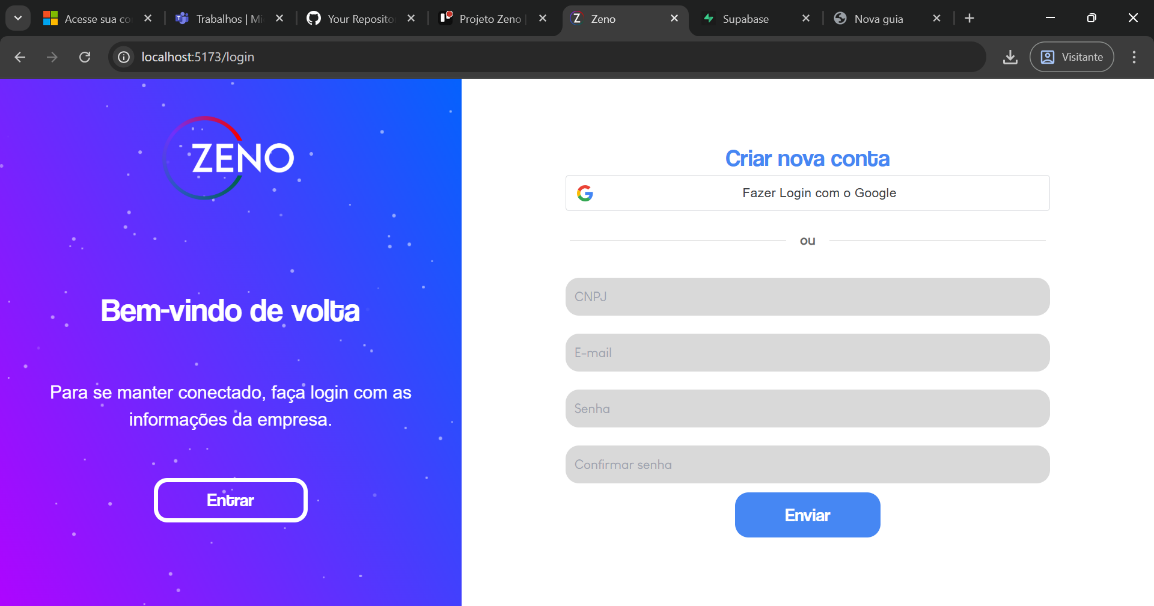 Acesse sua co
Trabalhos | Mi
Your Reposito
Projeto Zeno |
Zeno
Supabase
Nova guia
localhost:5173/login
Visitante
ZENO
Bem-vindo de volta
Para se manter conectado, faça login com as
informações da empresa.
Entrar
Criar nova conta
Fazer Login com o Google
ou
CNPJ
E-mail
Senha
Confirmar senha
Enviar